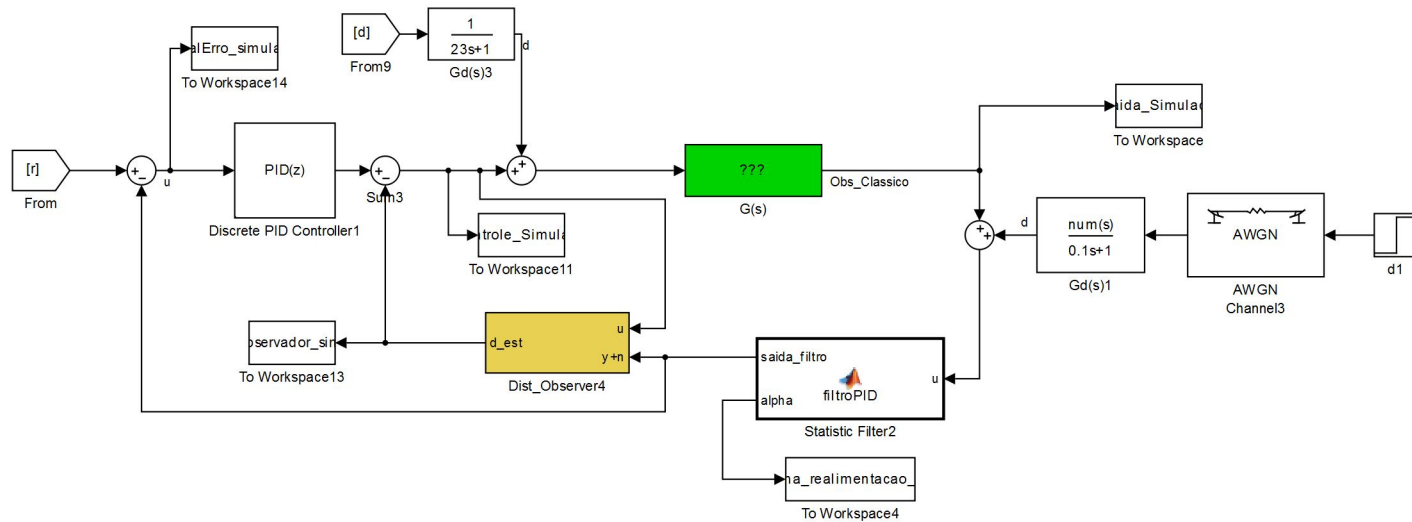 [d]
From9
1
23s+1
Gd(s)3
d
alErro_simula
To Workspace14
[r]
From
+
−
u
PID(z)
Discrete PID Controller1
+
−
Sum3
+
+
???
G(s)
Obs_Classico
aida_Simulac
To Workspace
trole_Simula
To Workspace11
+
+
d
num(s)
0.1s+1
Gd(s)1
AWGN
AWGN
Channel3
d1
servador_sin
To Workspace13
d_est
u
y+n
Dist_Observer4
saida_filtro
alpha
u
filtroPID
Statistic Filter2
a_realimentacao_
To Workspace4